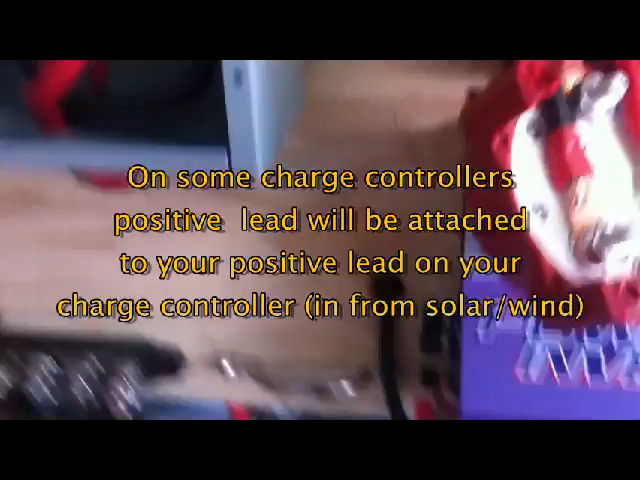 On some charge controllers
positive  lead will be attached
to your positive lead on your
charge controller (in from solar/wind)